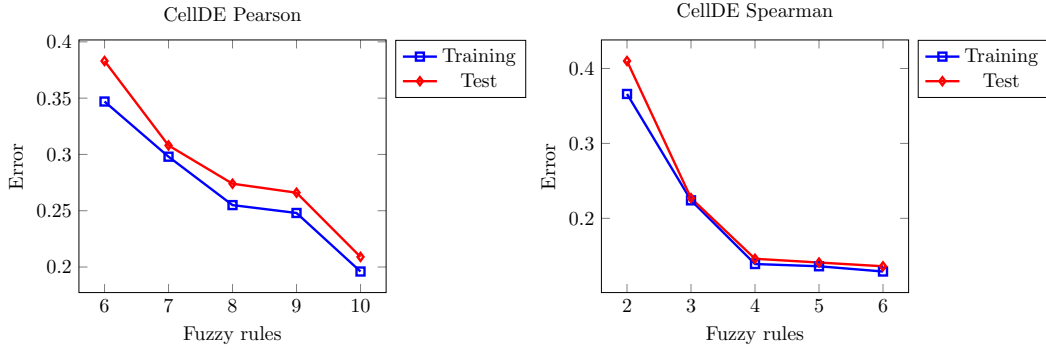 CellDE Pearson
0.4
0.35
0.3
0.25
0.2
Error
6 7 8 9 10
Fuzzy rules
Training
Test
CellDE Spearman
0.4
0.2
Error
2 3 4 5 6
Fuzzy rules
Training
Test